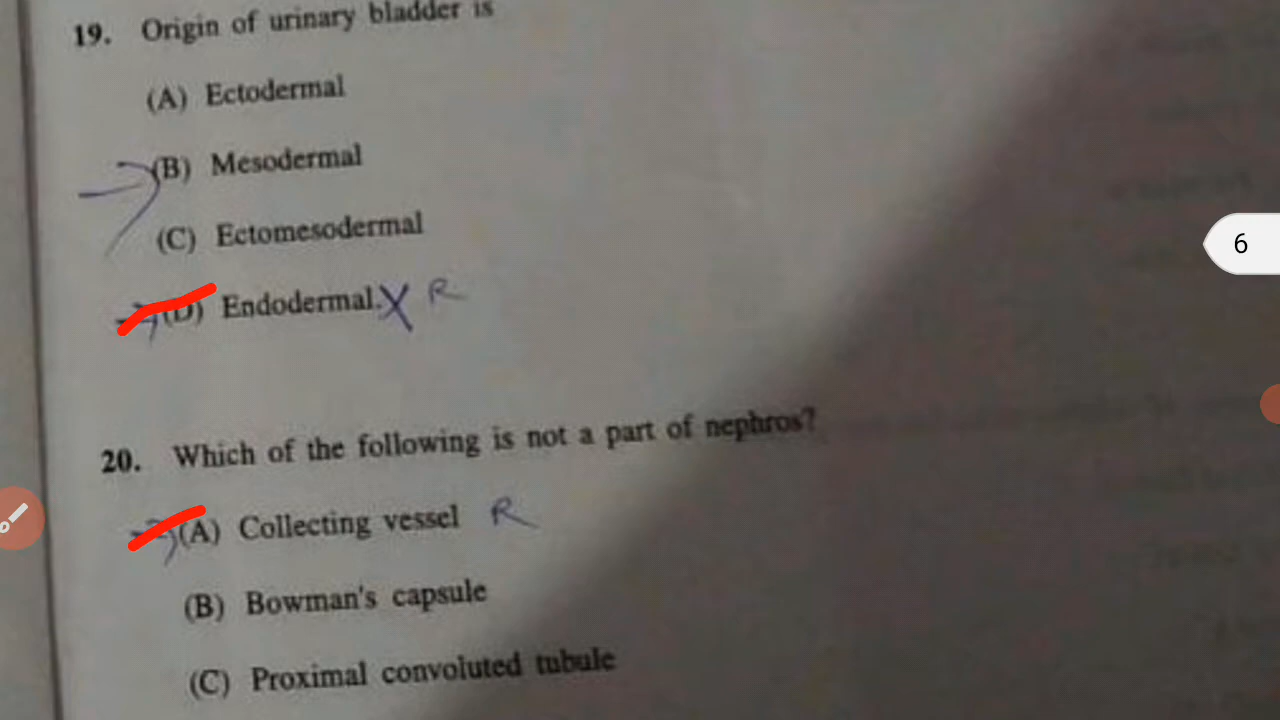 19. Origin of urinary bladder is
(A) Ectodermal
(B) Mesodermal
(C) Ectomesodermal
(D) Endodermal. X R
6
20. Which of the following is not a part of nephros?
(A) Collecting vessel R
(B) Bowman's capsule
(C) Proximal convoluted tubule